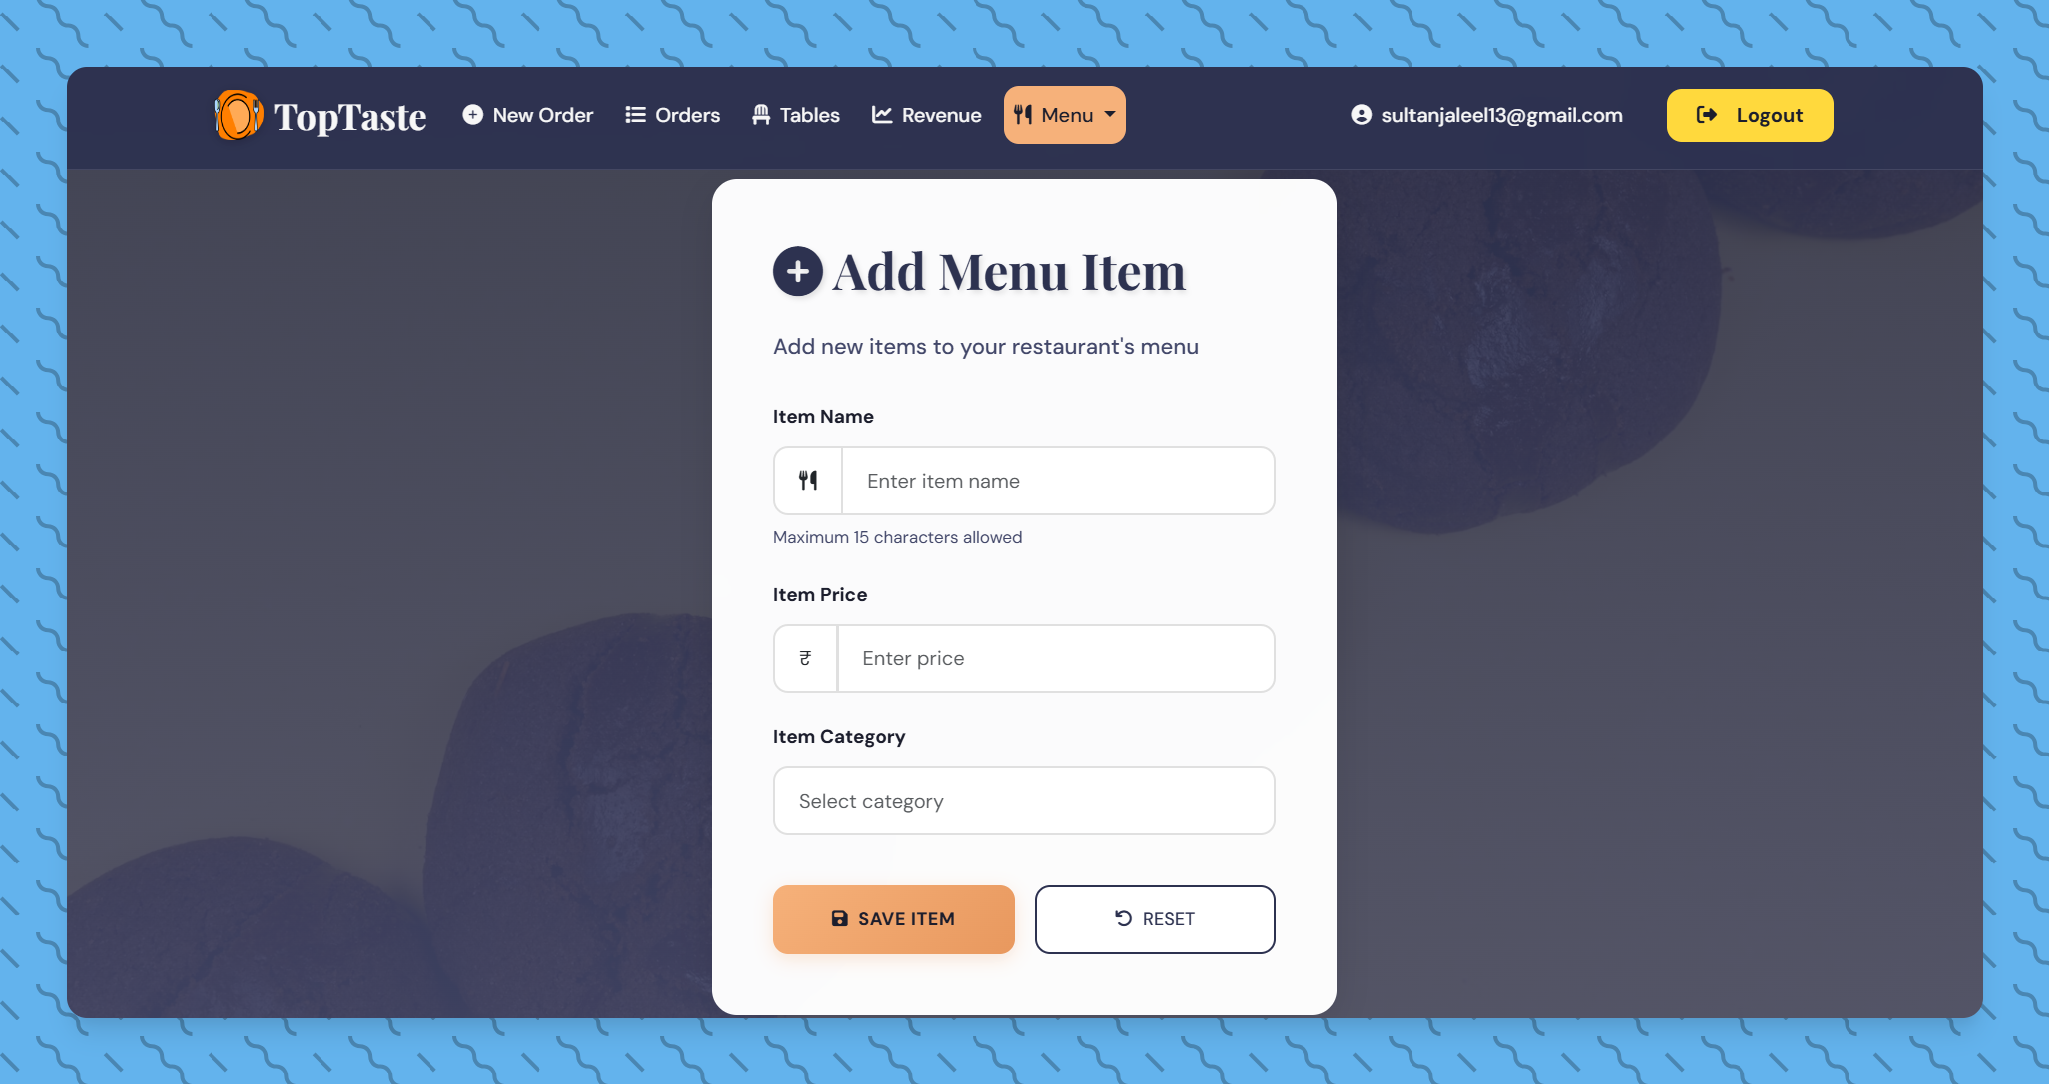 TopTaste New Order Orders Tables Revenue Menu sultanjaleel13@gmail.com Logout
Add Menu Item
Add new items to your restaurant's menu
Item Name
Enter item name
Maximum 15 characters allowed
Item Price
₹ Enter price
Item Category
Select category
SAVE ITEM RESET